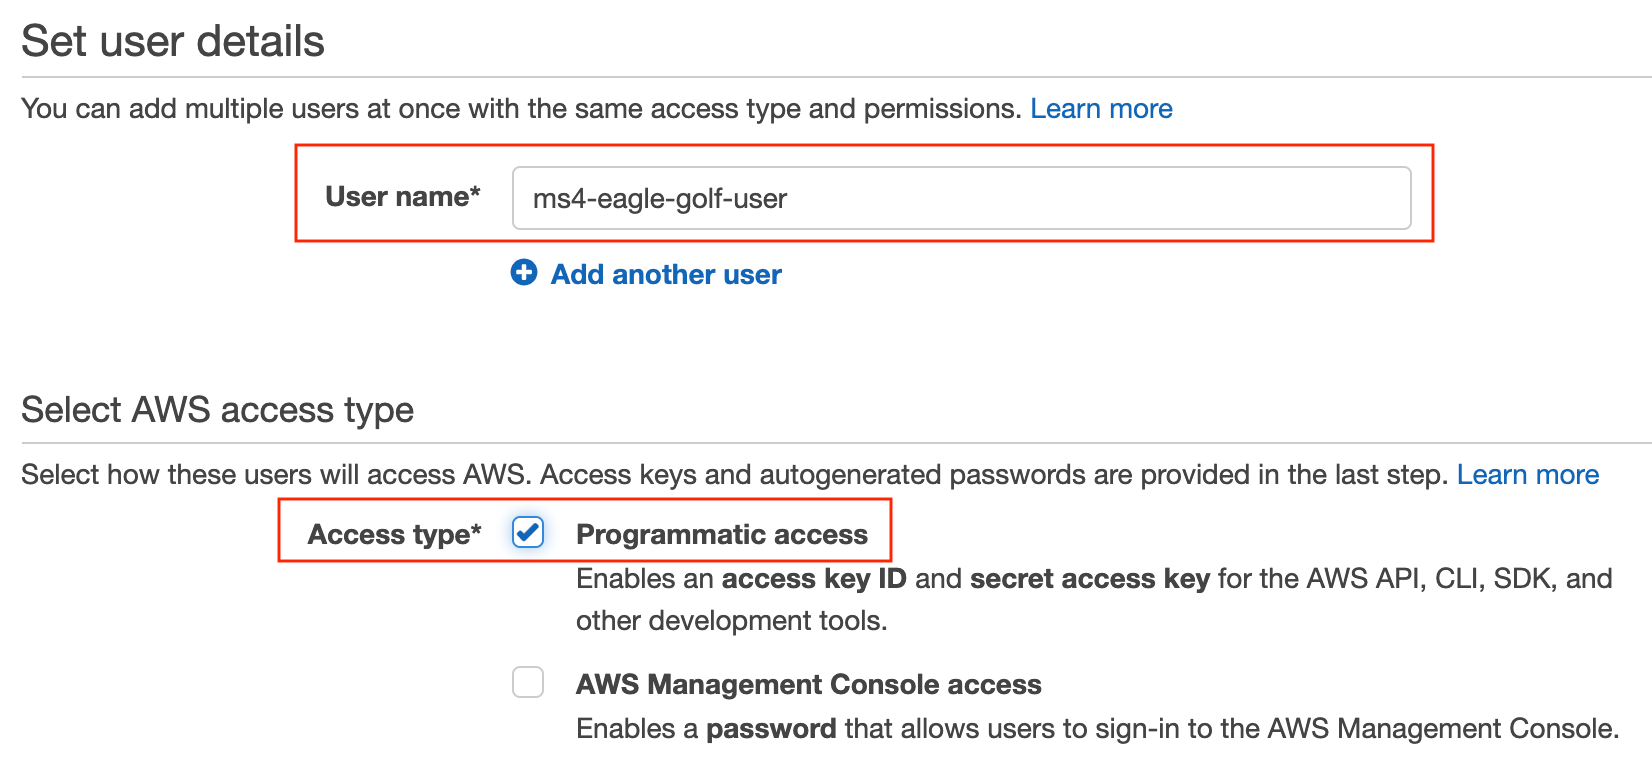 Set user details
You can add multiple users at once with the same access type and permissions. Learn more
User name* ms4-eagle-golf-user
Add another user
Select AWS access type
Select how these users will access AWS. Access keys and autogenerated passwords are provided in the last step. Learn more
Access type* Programmatic access
Enables an access key ID and secret access key for the AWS API, CLI, SDK, and
other development tools.
AWS Management Console access
Enables a password that allows users to sign-in to the AWS Management Console.